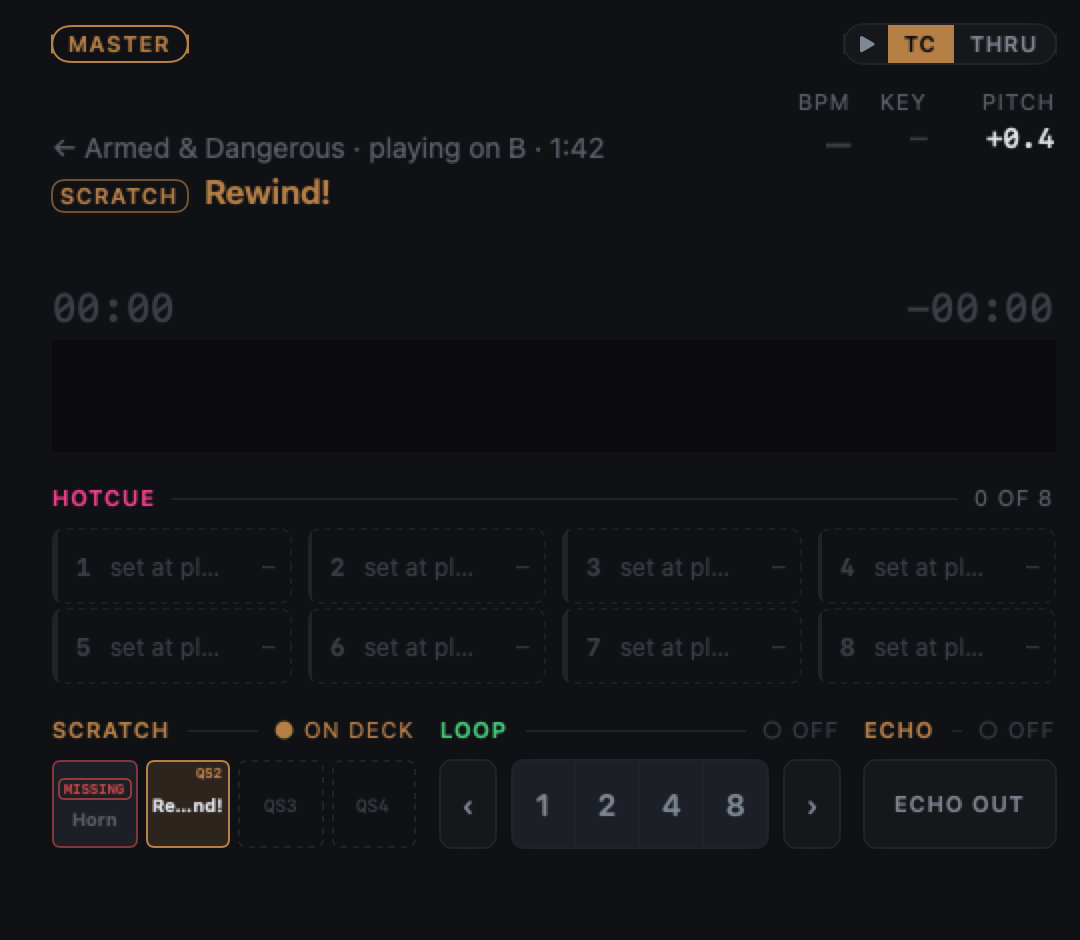 MASTER
TC THRU
BPM KEY PITCH
— – +0.4
← Armed & Dangerous · playing on B · 1:42
SCRATCH Rewind!
00:00 −00:00
HOTCUE 0 OF 8
1 set at pl... – 2 set at pl... – 3 set at pl... – 4 set at pl... –
5 set at pl... – 6 set at pl... – 7 set at pl... – 8 set at pl... –
SCRATCH ON DECK LOOP OFF ECHO OFF
QS2
MISSING
Horn Re...nd! QS3 QS4 ‹ 1 2 4 8 › ECHO OUT